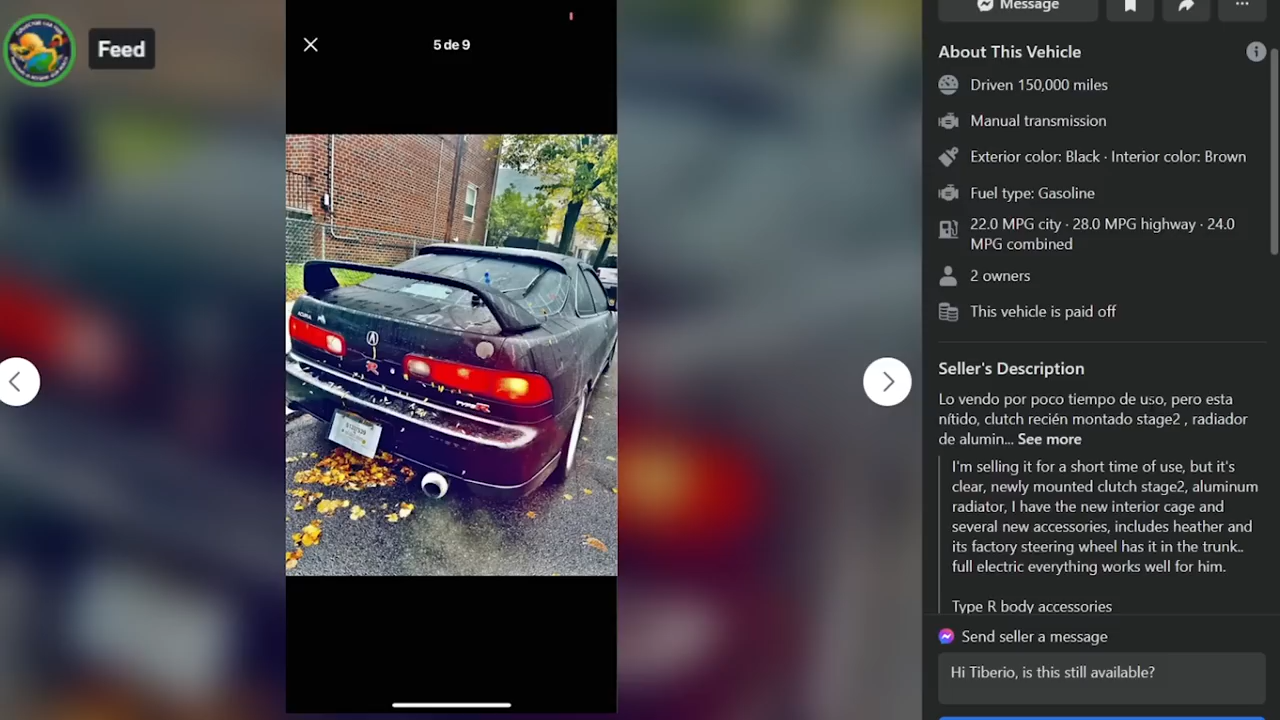 Feed
5 de 9
ACURA
R
TYPE R
Message
About This Vehicle
Driven 150,000 miles
Manual transmission
Exterior color: Black · Interior color: Brown
Fuel type: Gasoline
22.0 MPG city · 28.0 MPG highway · 24.0
MPG combined
2 owners
This vehicle is paid off
Seller's Description
Lo vendo por poco tiempo de uso, pero esta
nítido, clutch recién montado stage2 , radiador
de alumin... See more
I'm selling it for a short time of use, but it's
clear, newly mounted clutch stage2, aluminum
radiator, I have the new interior cage and
several new accessories, includes heather and
its factory steering wheel has it in the trunk..
full electric everything works well for him.
Type R body accessories
Send seller a message
Hi Tiberio, is this still available?